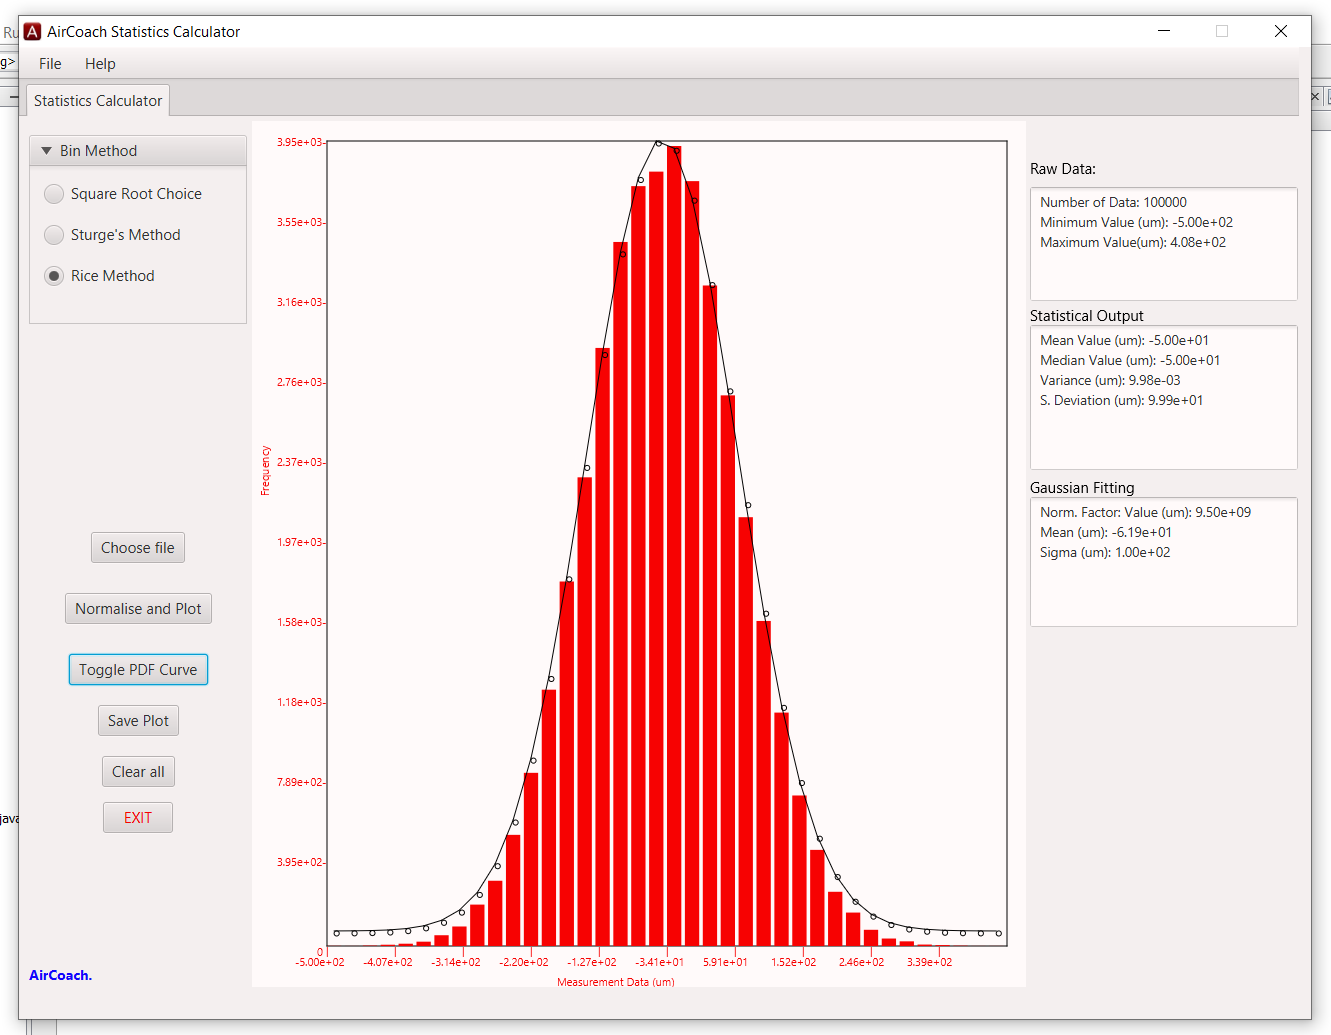 Ru
AirCoach Statistics Calculator
g>
File Help
Statistics Calculator
Bin Method
Square Root Choice
Sturge's Method
Rice Method
Choose file
Normalise and Plot
Toggle PDF Curve
Save Plot
Clear all
EXIT
java
AirCoach.
Frequency
3.95e+03
3.55e+03
3.16e+03
2.76e+03
2.37e+03
1.97e+03
1.58e+03
1.18e+03
7.89e+02
3.95e+02
0
-5.00e+02 -4.07e+02 -3.14e+02 -2.20e+02 -1.27e+02 -3.41e+01 5.91e+01 1.52e+02 2.46e+02 3.39e+02
Measurement Data (um)
Raw Data:
Number of Data: 100000
Minimum Value (um): -5.00e+02
Maximum Value(um): 4.08e+02
Statistical Output
Mean Value (um): -5.00e+01
Median Value (um): -5.00e+01
Variance (um): 9.98e-03
S. Deviation (um): 9.99e+01
Gaussian Fitting
Norm. Factor: Value (um): 9.50e+09
Mean (um): -6.19e+01
Sigma (um): 1.00e+02